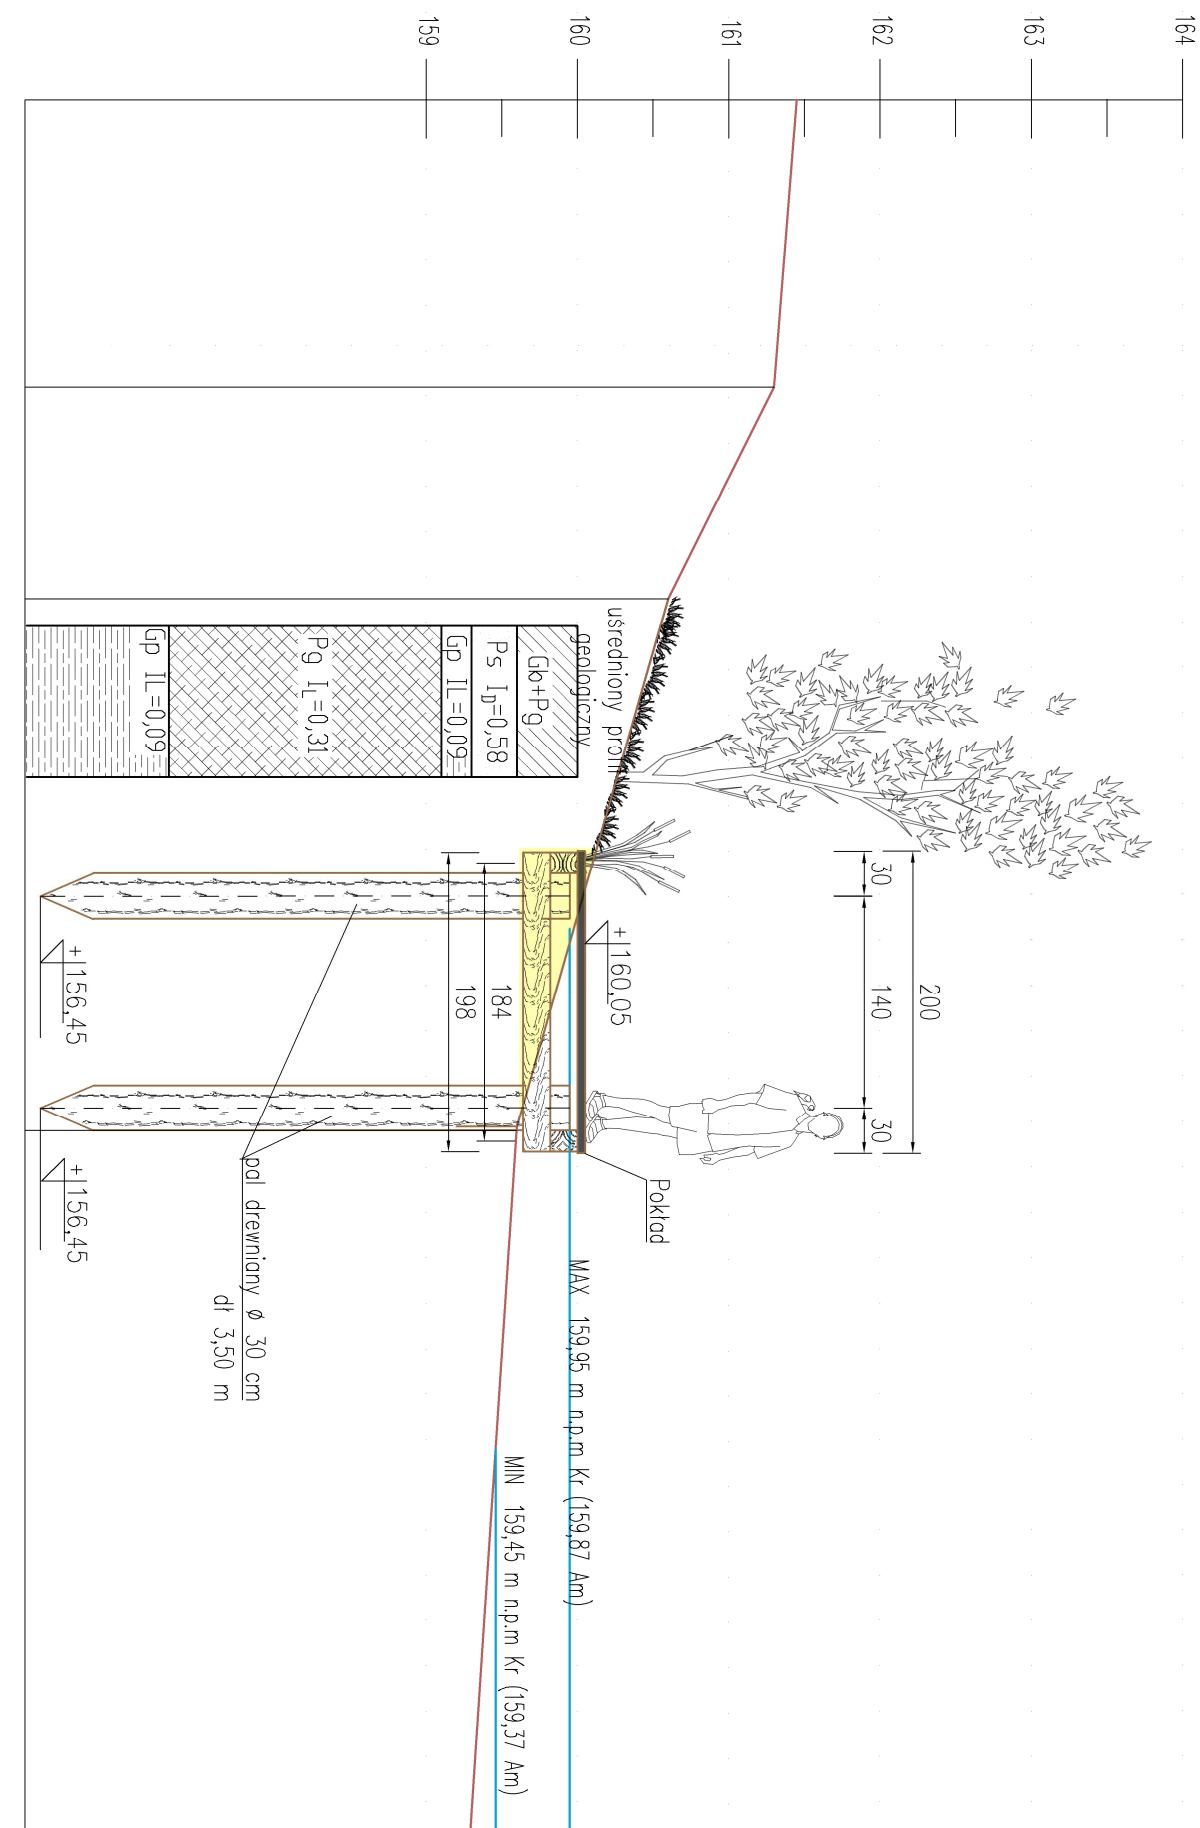 164
163
162
161
160
159
uśredniony profil
geologiczny
Gb+Pg
Ps ID=0,58
Gp IL=0,09
Pg IL=0,31
Gp IL=0,09
200
30
140
30
+160,05
184
198
+156,45
+156,45
Pokład
pal drewniany ø 30 cm
dł 3,50 m
MAX 159,95 m n.p.m Kr (159,87 Am)
MIN 159,45 m n.p.m Kr (159,37 Am)